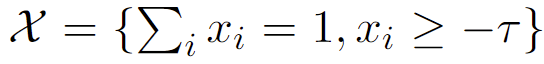 𝒳 = {∑ᵢ xᵢ = 1, xᵢ ≥ −τ}